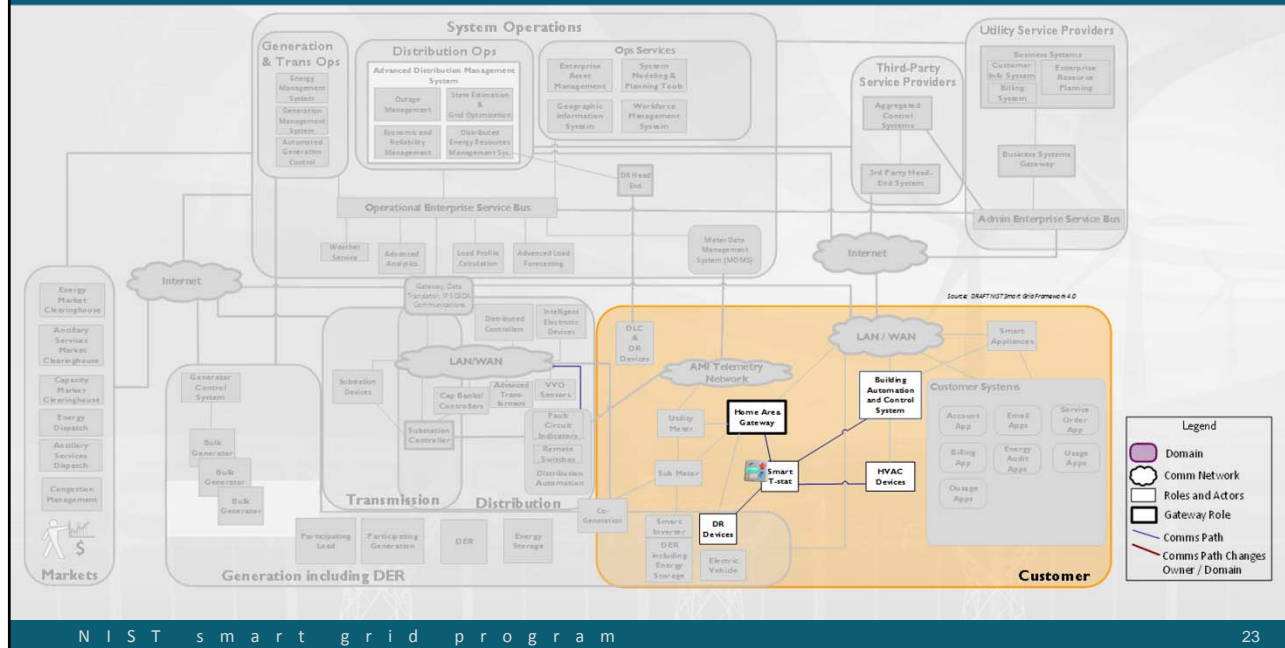 System Operations
Generation
& Trans Ops
Energy
Management
System
Generation
Management
System
Automated
Generation
Control
Distribution Ops
Advanced Distribution Management
System
Outage
Management
State Estimation
&
Grid Optimization
Economic and
Reliability
Management
Distributed
Energy Resources
Management Sys.
Ops Services
Enterprise
Asset
Management
System
Modeling &
Planning Tools
Geographic
Information
System
Workforce
Management
System
DR Head
End
Operational Enterprise Service Bus
Weather
Service
Advanced
Analytics
Load Profile
Calculation
Advanced Load
Forecasting
Meter Data
Management
System (MDMS)
Third-Party
Service Providers
Aggregated
Control
Systems
3rd Party Head-
End System
Utility Service Providers
Business Systems
Customer
Info System
Billing
System
Enterprise
Resource
Planning
Business Systems
Gateway
Admin Enterprise Service Bus
Internet
Internet
Energy
Market
Clearinghouse
Ancillary
Services
Market
Clearinghouse
Capacity
Market
Clearinghouse
Energy
Dispatch
Ancillary
Services
Dispatch
Congestion
Management
$
Markets
Generator
Control
System
Bulk
Generator
Bulk
Generator
Bulk
Generator
Participating
Load
Participating
Generation
DER
Energy
Storage
Generation including DER
Gateway, Data
Communications
LAN/WAN
Substation
Devices
Substation
Controller
Cap Banks/
Controllers
Distributed
Controllers
Intelligent
Electronic
Devices
Advanced
Trans-
formers
VVO
Sensors
Fault
Circuit
Indicators
Remote
Switches
Distribution
Automation
Transmission
Distribution
Co-
Generation
Source: DRAFT NIST Smart Grid Framework 4.0
DLC &
DR
Devices
AMI Telemetry
Network
LAN / WAN
Smart
Appliances
Utility
Meter
Home Area
Gateway
Building
Automation
and Control
System
Sub Meter
Smart
T-stat
HVAC
Devices
DR
Devices
Smart
Inverter
DER
including
Energy
Storage
Electric
Vehicle
Customer Systems
Account
App
Email
Apps
Service
Order
App
Billing
App
Energy
Audit
Apps
Usage
Apps
Outage
Apps
Customer
Legend
Domain
Comm Network
Roles and Actors
Gateway Role
Comms Path
Comms Path Changes
Owner / Domain
NIST smart grid program
23